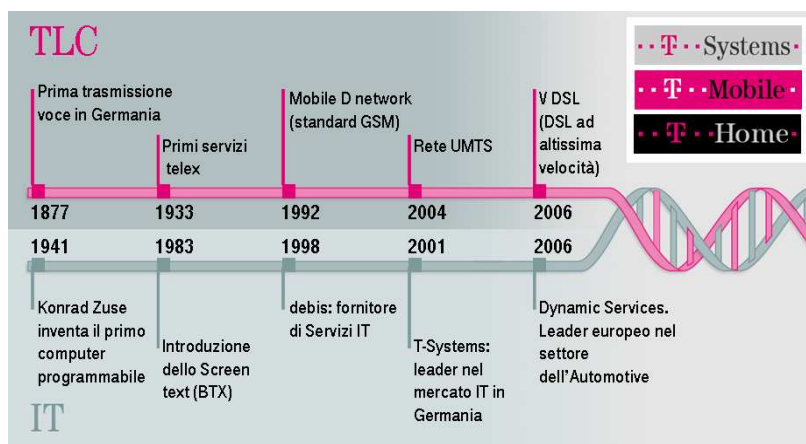 TLC
··T··Systems·
··T··Mobile·
··T··Home·
Prima trasmissione
voce in Germania
Primi servizi
telex
Mobile D network
(standard GSM)
Rete UMTS
V DSL
(DSL ad
altissima
velocità)
1877 1933 1992 2004 2006
1941 1983 1998 2001 2006
Konrad Zuse
inventa il primo
computer
programmabile
Introduzione
dello Screen
text (BTX)
debis: fornitore
di Servizi IT
T-Systems:
leader nel
mercato IT in
Germania
Dynamic Services.
Leader europeo nel
settore
dell'Automotive
IT